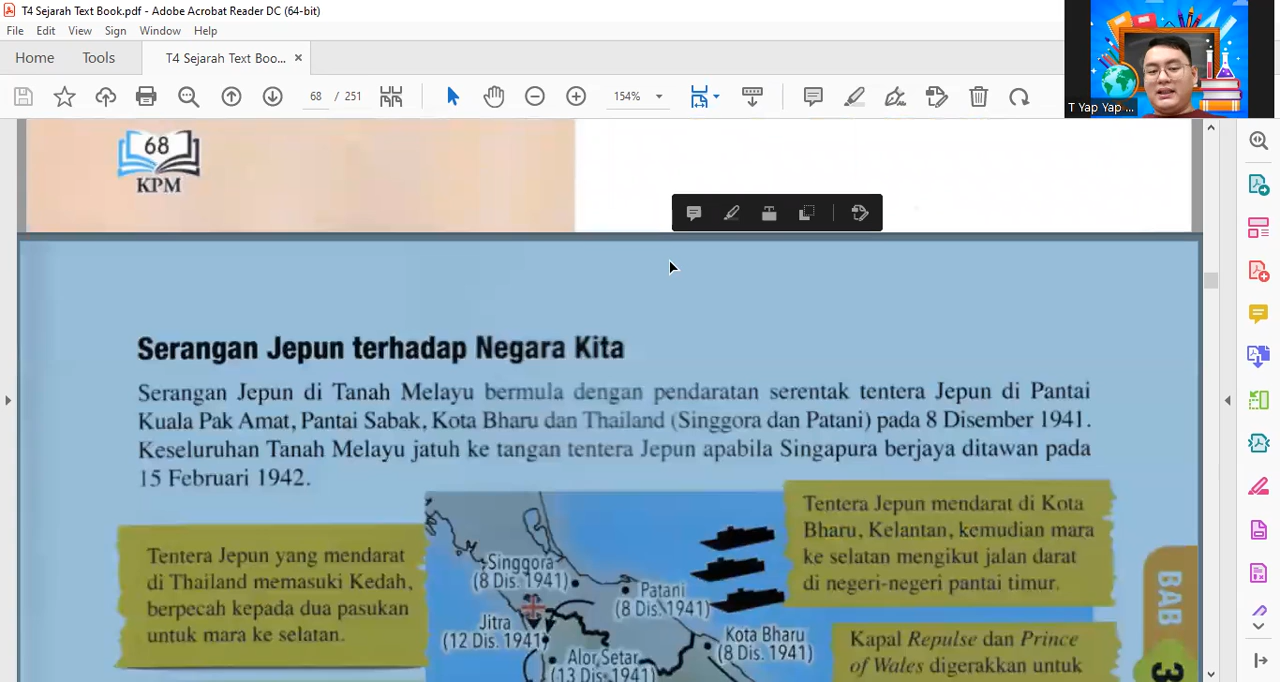 T4 Sejarah Text Book.pdf - Adobe Acrobat Reader DC (64-bit)
File Edit View Sign Window Help
Home Tools T4 Sejarah Text Boo... ×
68 / 251 154%
T Yap Yap ...
68
KPM
Serangan Jepun terhadap Negara Kita
Serangan Jepun di Tanah Melayu bermula dengan pendaratan serentak tentera Jepun di Pantai
Kuala Pak Amat, Pantai Sabak, Kota Bharu dan Thailand (Singgora dan Patani) pada 8 Disember 1941.
Keseluruhan Tanah Melayu jatuh ke tangan tentera Jepun apabila Singapura berjaya ditawan pada
15 Februari 1942.
Tentera Jepun yang mendarat
di Thailand memasuki Kedah,
berpecah kepada dua pasukan
untuk mara ke selatan.
Singgora
(8 Dis. 1941)
Patani
(8 Dis. 1941)
Jitra
(12 Dis. 1941)
Alor Setar
(13 Dis. 1941)
Kota Bharu
(8 Dis. 1941)
Tentera Jepun mendarat di Kota
Bharu, Kelantan, kemudian mara
ke selatan mengikut jalan darat
di negeri-negeri pantai timur.
Kapal Repulse dan Prince
of Wales digerakkan untuk
BAB
3